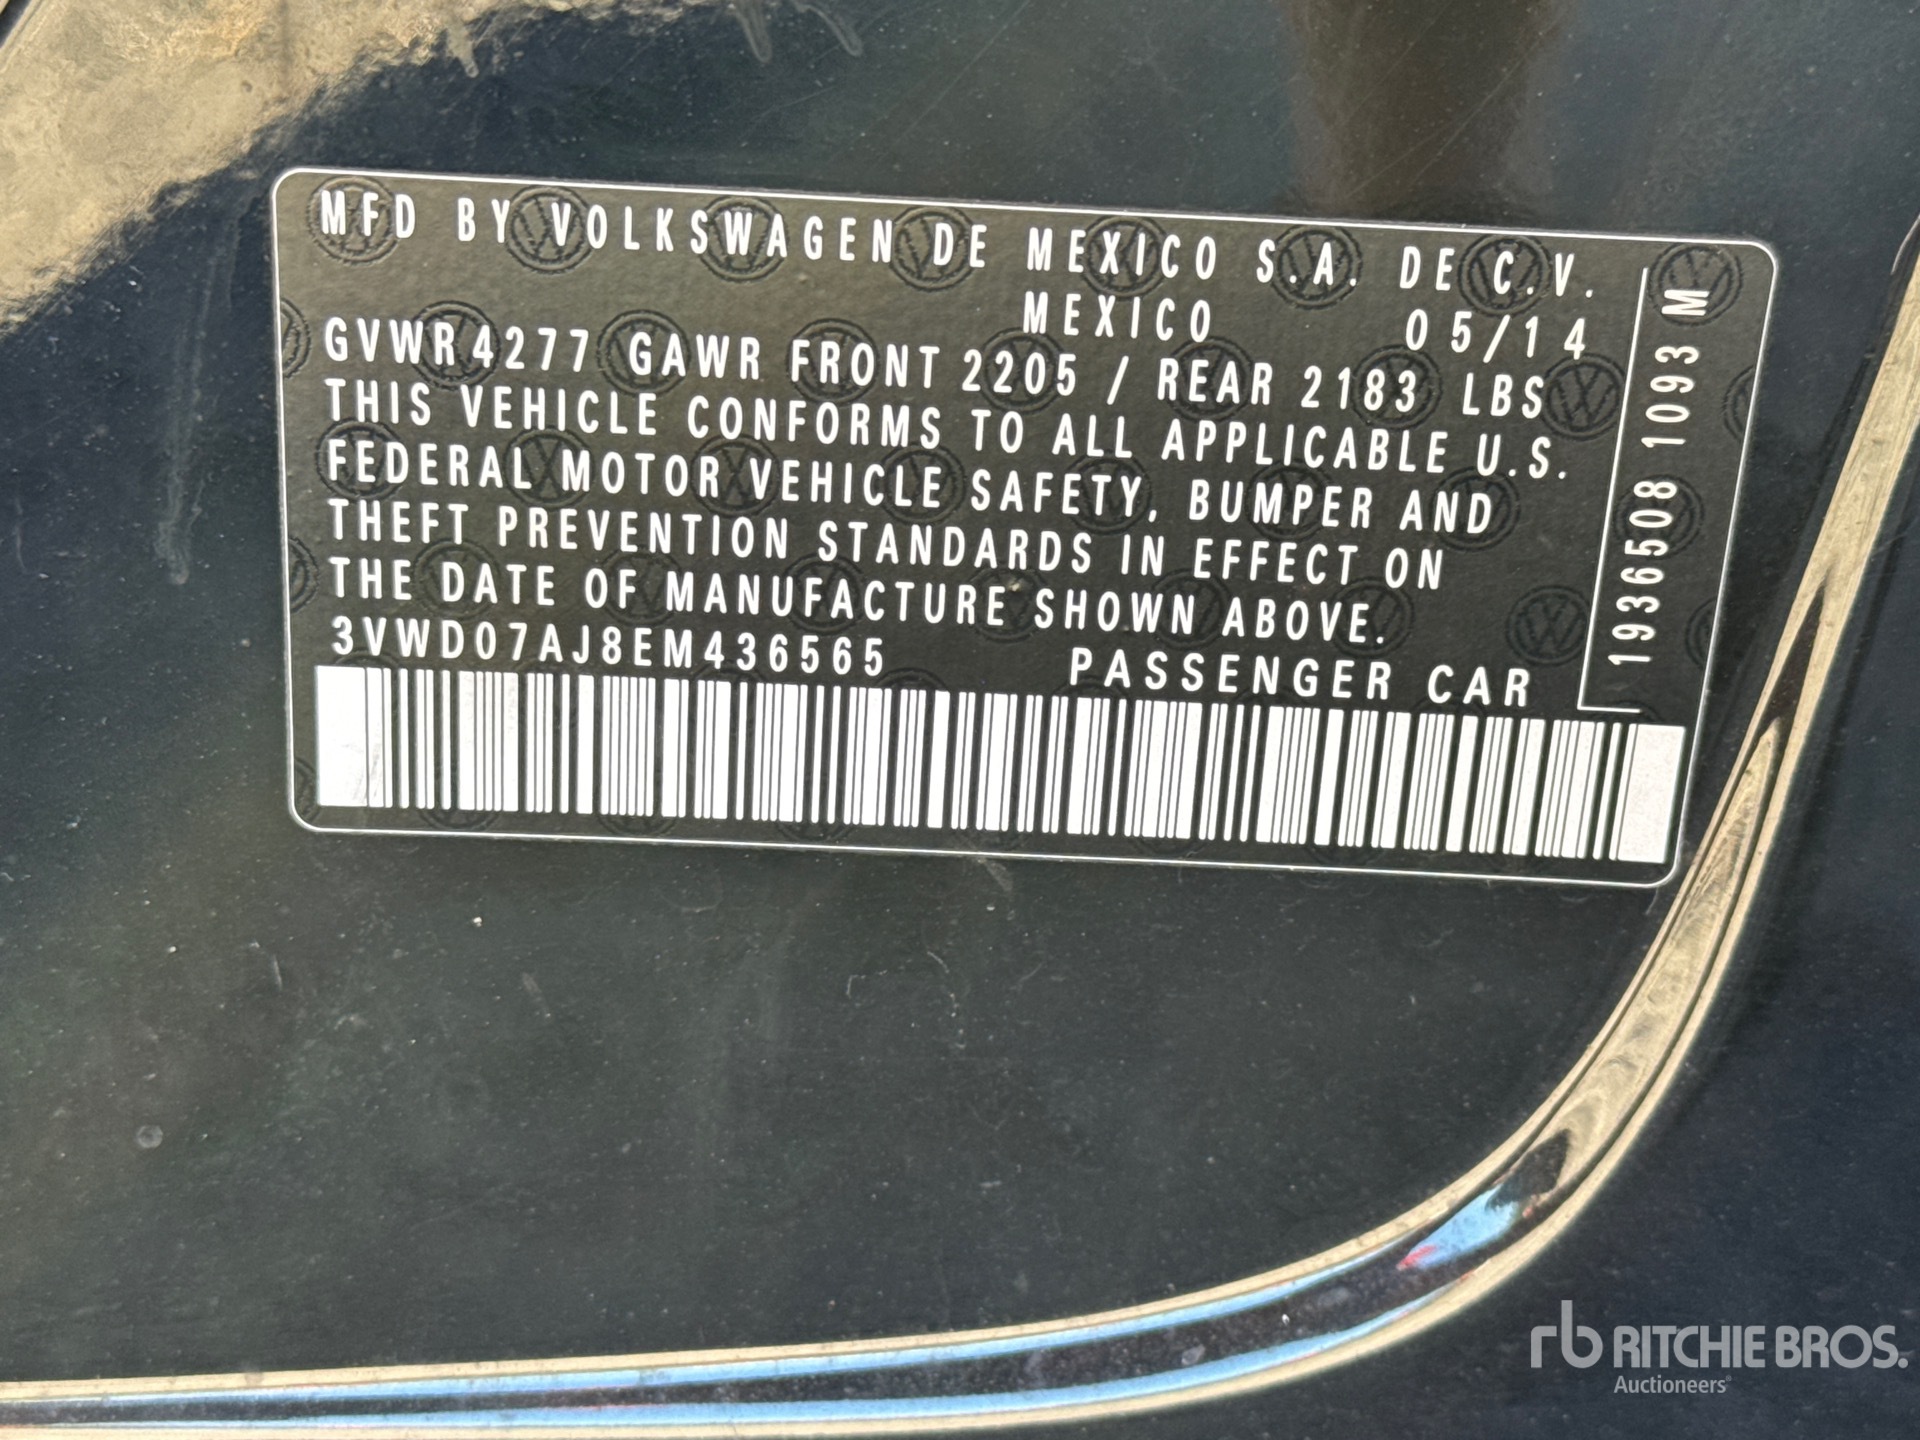 MFD BY VOLKSWAGEN DE MEXICO S.A. DE C.V.
MEXICO 05/14
GVWR 4277 GAWR FRONT 2205 / REAR 2183 LBS
THIS VEHICLE CONFORMS TO ALL APPLICABLE U.S.
FEDERAL MOTOR VEHICLE SAFETY, BUMPER AND
THEFT PREVENTION STANDARDS IN EFFECT ON
THE DATE OF MANUFACTURE SHOWN ABOVE.
3VWD07AJ8EM436565 PASSENGER CAR
1936508 1093 M
rb RITCHIE BROS.
Auctioneers®